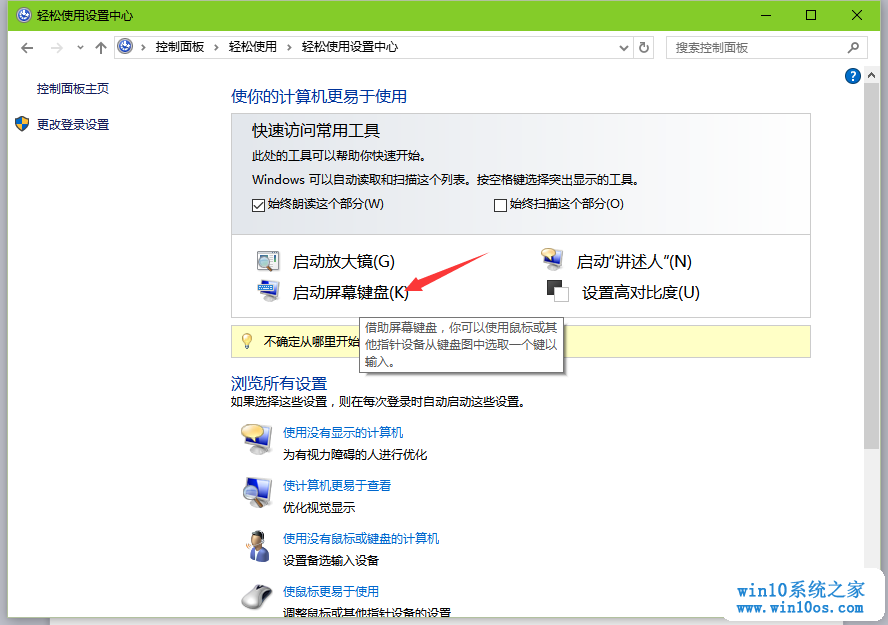 轻松使用设置中心
控制面板 › 轻松使用 › 轻松使用设置中心
搜索控制面板
控制面板主页
更改登录设置
使你的计算机更易于使用
快速访问常用工具
此处的工具可以帮助你快速开始。
Windows 可以自动读取和扫描这个列表。按空格键选择突出显示的工具。
始终朗读这个部分(W)
始终扫描这个部分(O)
启动放大镜(G)
启动“讲述人”(N)
启动屏幕键盘(K)
设置高对比度(U)
不确定从哪里开始
借助屏幕键盘，你可以使用鼠标或其
他指针设备从键盘图中选取一个键以
输入。
浏览所有设置
如果选择这些设置，则在每次登录时自动启动这些设置。
使用没有显示的计算机
为有视力障碍的人进行优化
使计算机更易于查看
优化视觉显示
使用没有鼠标或键盘的计算机
设置备选输入设备
使鼠标更易于使用
调整鼠标或其他指针设备的设置
win10系统之家
www.win10os.com